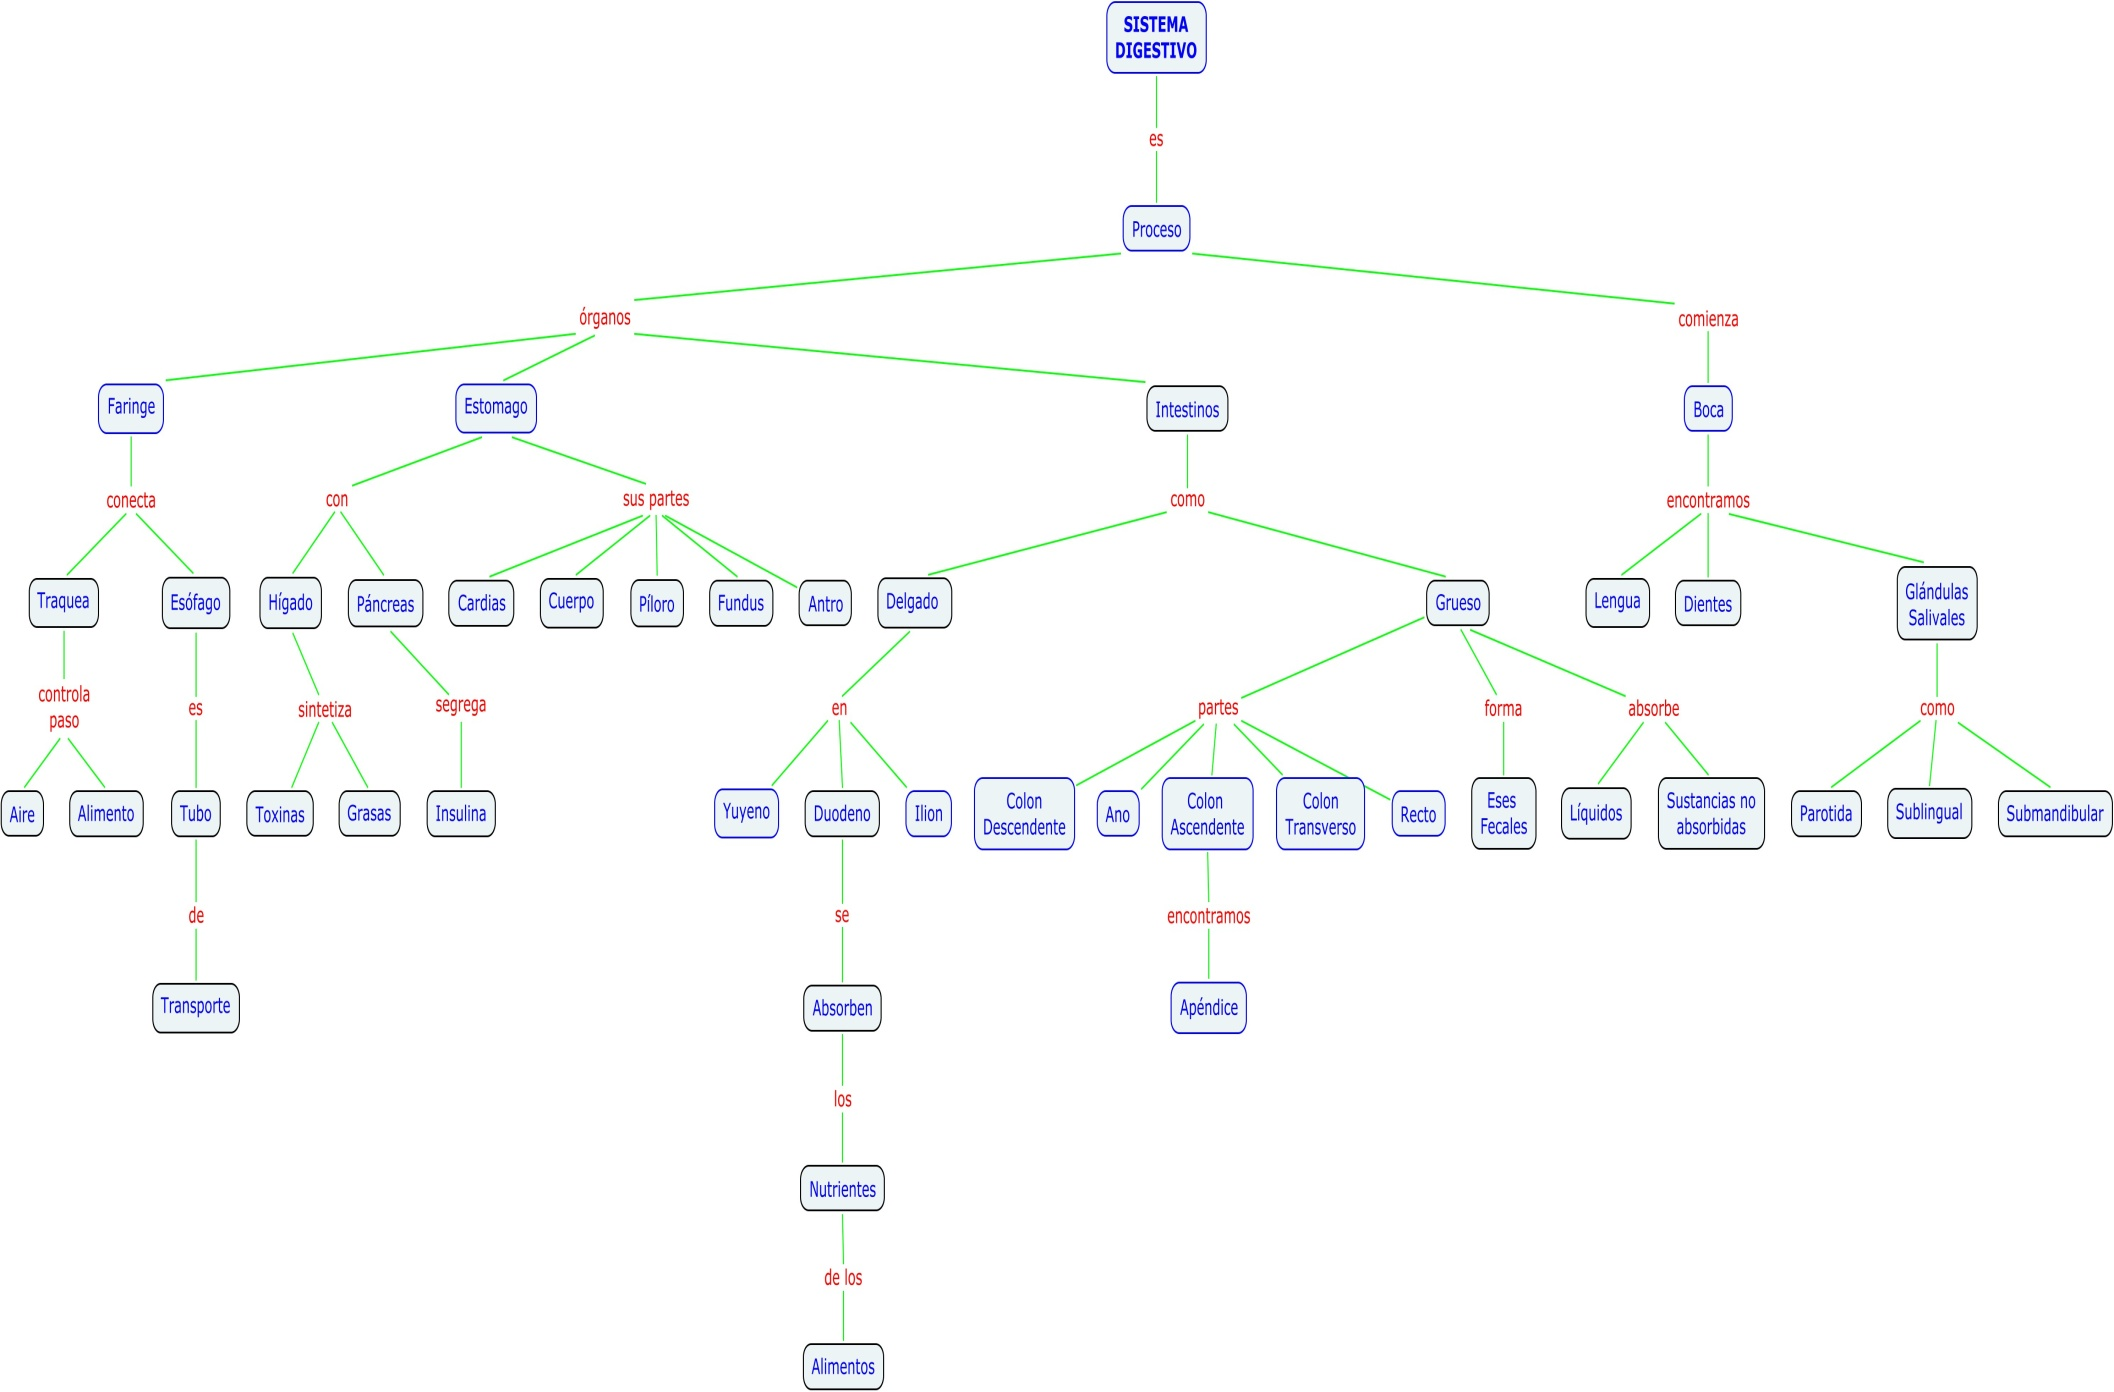 SISTEMA
DIGESTIVO
es
Proceso
órganos
comienza
Faringe
Estomago
Intestinos
Boca
conecta
con
sus partes
como
encontramos
Traquea
Esófago
Hígado
Páncreas
Cardias
Cuerpo
Píloro
Fundus
Antro
Delgado
Grueso
Lengua
Dientes
Glándulas
Salivales
controla
paso
es
sintetiza
segrega
en
partes
forma
absorbe
como
Aire
Alimento
Tubo
Toxinas
Grasas
Insulina
Yuyeno
Duodeno
Ilion
Colon
Descendente
Ano
Colon
Ascendente
Colon
Transverso
Recto
Eses
Fecales
Líquidos
Sustancias no
absorbidas
Parotida
Sublingual
Submandibular
de
se
encontramos
Transporte
Absorben
Apéndice
los
Nutrientes
de los
Alimentos